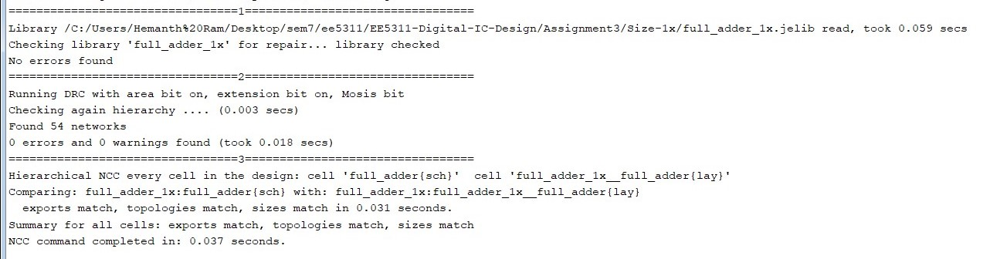 =================================1=================================
Library /C:/Users/Hemanth%20Ram/Desktop/sem7/ee5311/EE5311-Digital-IC-Design/Assignment3/Size-1x/full_adder_1x.jelib read, took 0.059 secs
Checking library 'full_adder_1x' for repair... library checked
No errors found
=================================2=================================
Running DRC with area bit on, extension bit on, Mosis bit
Checking again hierarchy .... (0.003 secs)
Found 54 networks
0 errors and 0 warnings found (took 0.018 secs)
=================================3=================================
Hierarchical NCC every cell in the design: cell 'full_adder{sch}'  cell 'full_adder_1x__full_adder{lay}'
Comparing: full_adder_1x:full_adder{sch} with: full_adder_1x:full_adder_1x__full_adder{lay}
  exports match, topologies match, sizes match in 0.031 seconds.
Summary for all cells: exports match, topologies match, sizes match
NCC command completed in: 0.037 seconds.